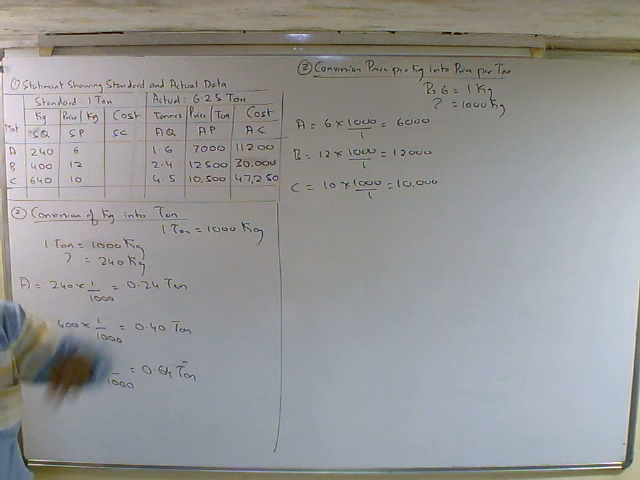 ① Statement Showing Standard and Actual Data
Standard 1 Ton Actual: 6.25 Ton
Mat Kg Price/Kg Cost Tonnes Price/Ton Cost
SQ SP SC AQ AP AC
A 240 6 1.6 7000 11200
B 400 12 2.4 12500 30,000
C 640 10 4.5 10,500 47,250
② Conversion of Kg into Ton
1 Ton = 1000 Kg
1 Ton = 1000 Kg
? = 240 Kg
A = 240 × 1/1000 = 0.24 Ton
400 × 1/1000 = 0.40 Ton
/1000 = 0.64 Ton
③ Conversion Price per Kg into Price per Ton
Rs 6 = 1 Kg
? = 1000 Kg
A = 6 × 1000/1 = 6000
B = 12 × 1000/1 = 12000
C = 10 × 1000/1 = 10,000